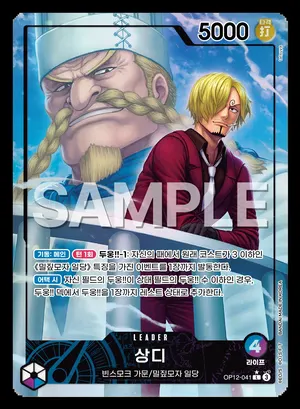 5000
打
SAMPLE
기동: 메인 턴 1회 두웅!!-1: 자신의 패에서 원래 코스트가 3 이하인
《밀짚모자 일당》 특징을 가진 이벤트를 1장까지 발동한다.
어택 시 자신 필드의 두웅!!이 상대 필드의 두웅!! 수 이하인 경우,
두웅!! 덱에서 두웅!!을 1장까지 레스트 상태로 추가한다.
LEADER
상디
4
라이프
빈스모크 가문/밀짚모자 일당
OP12-041 L
3